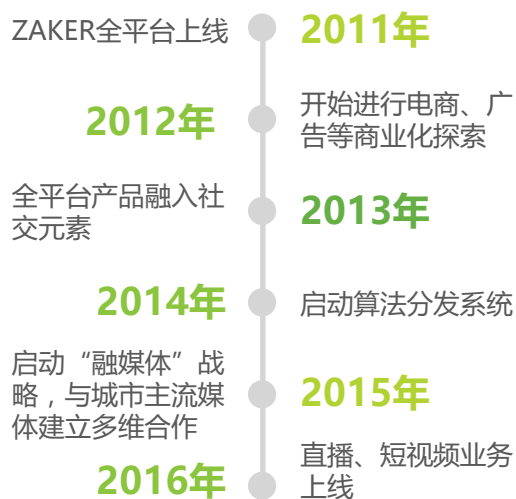 ZAKER全平台上线
2011年
2012年
开始进行电商、广
告等商业化探索
全平台产品融入社
交元素
2013年
2014年
启动算法分发系统
启动“融媒体”战
略，与城市主流媒
体建立多维合作
2015年
2016年
直播、短视频业务
上线